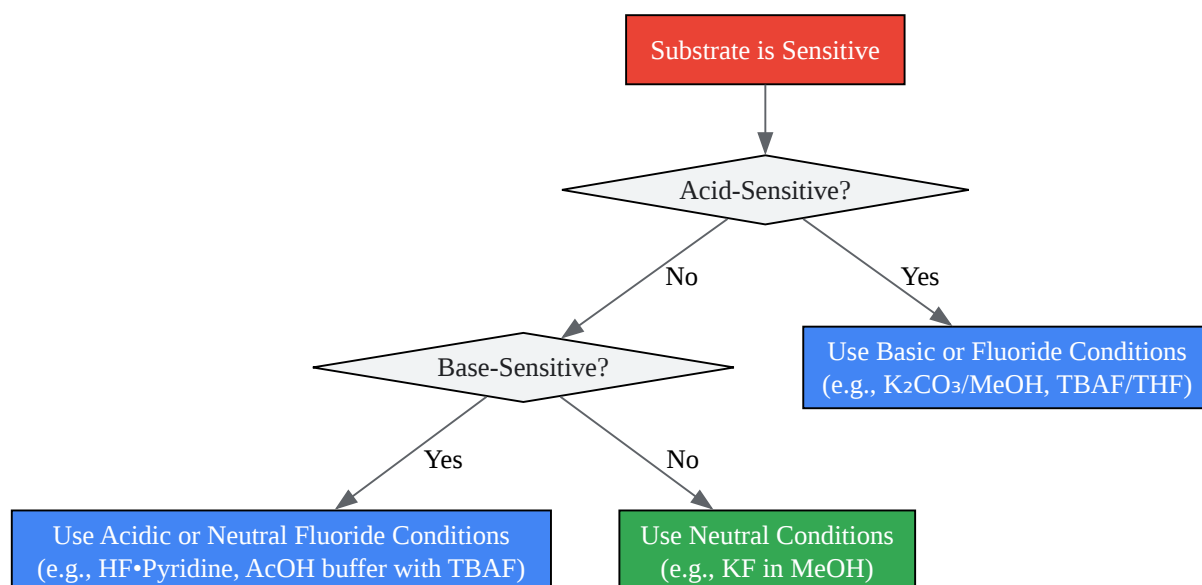 Substrate is Sensitive
Acid-Sensitive?
No
Yes
Use Basic or Fluoride Conditions
(e.g., K₂CO₃/MeOH, TBAF/THF)
Base-Sensitive?
Yes
No
Use Acidic or Neutral Fluoride Conditions
(e.g., HF•Pyridine, AcOH buffer with TBAF)
Use Neutral Conditions
(e.g., KF in MeOH)